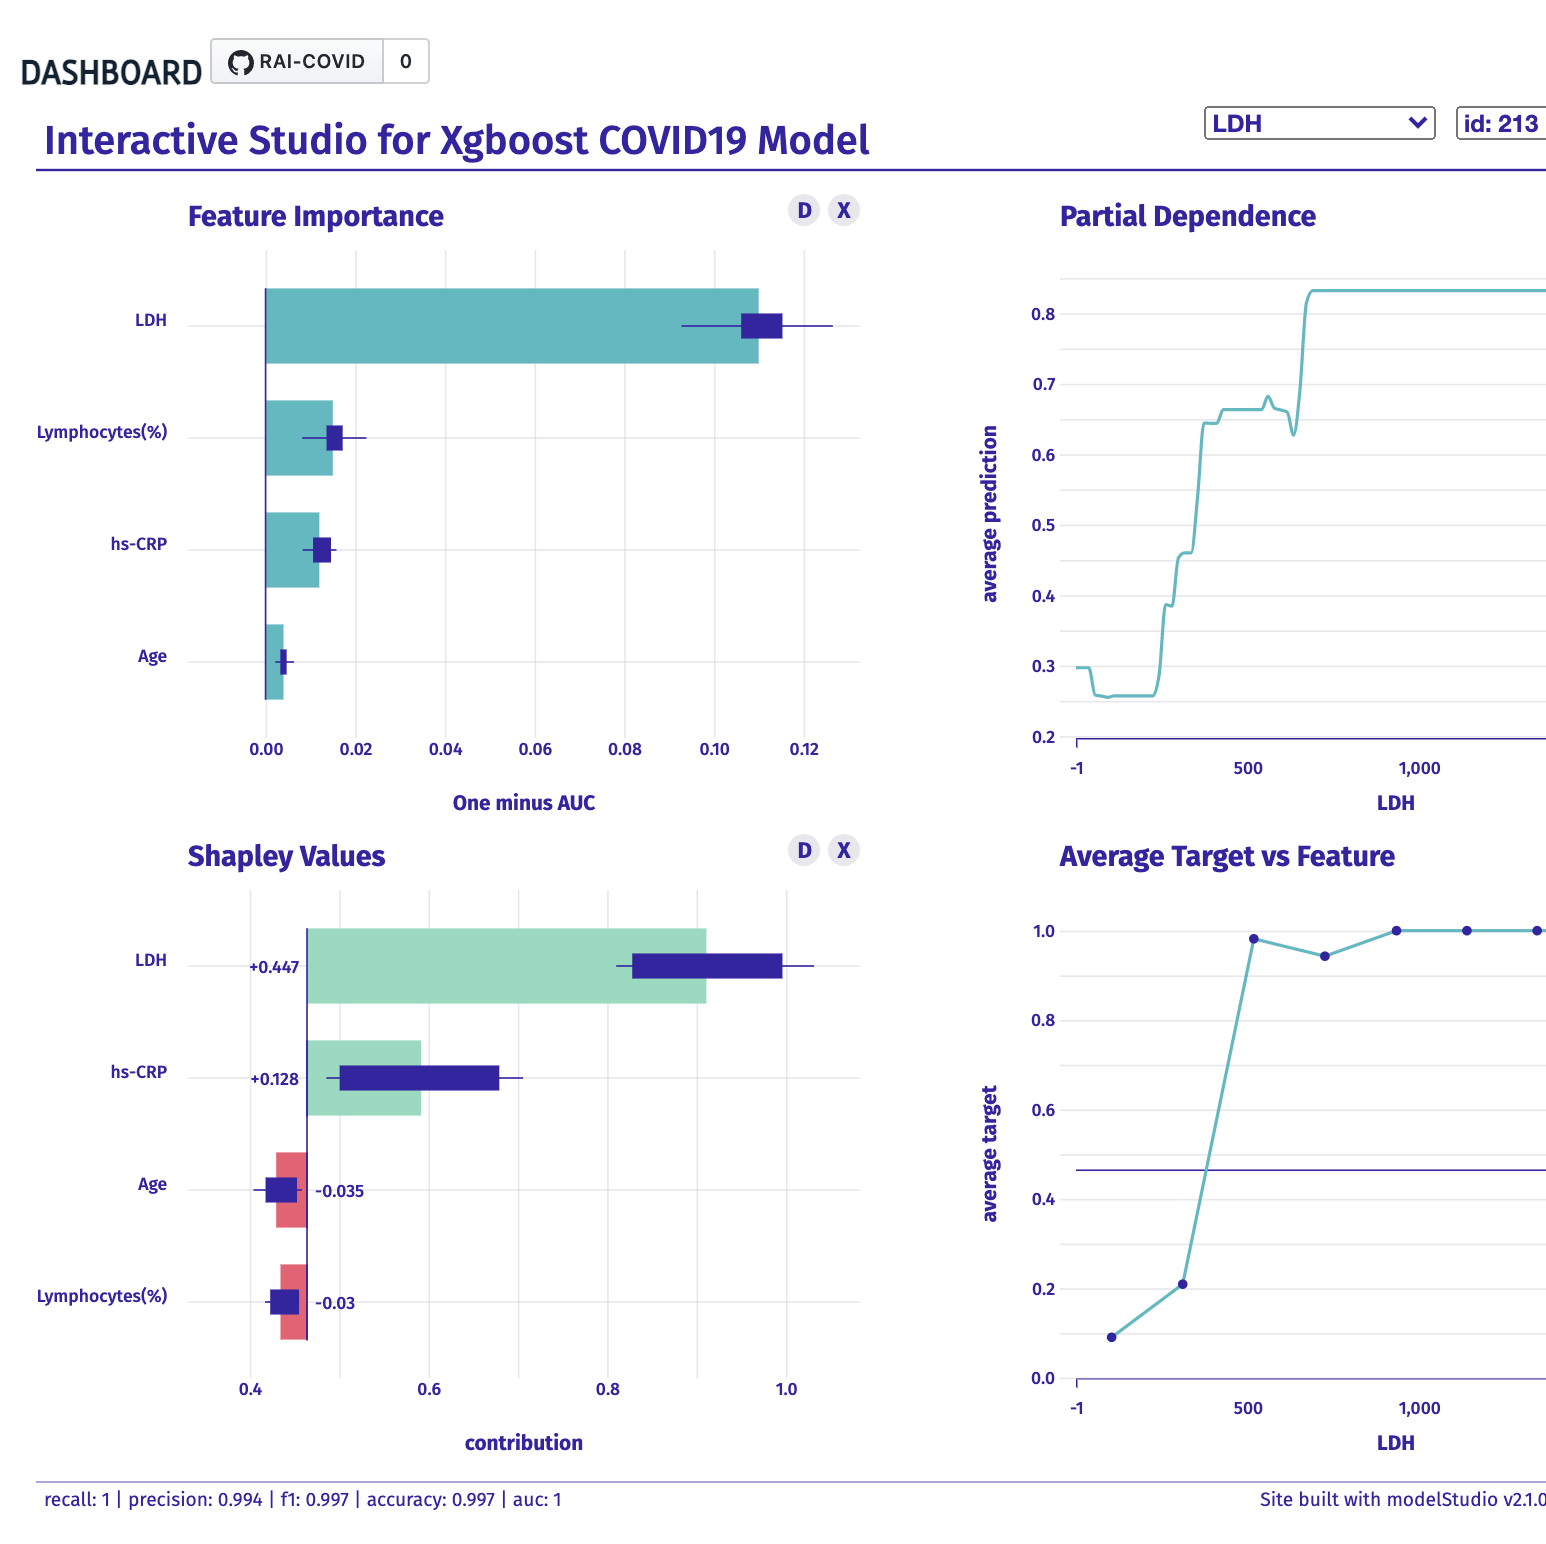 DASHBOARD
RAI-COVID
0
Interactive Studio for Xgboost COVID19 Model
LDH
id: 213
Feature Importance
D
X
LDH
Lymphocytes(%)
hs-CRP
Age
0.00
0.02
0.04
0.06
0.08
0.10
0.12
One minus AUC
Partial Dependence
average prediction
0.8
0.7
0.6
0.5
0.4
0.3
0.2
-1
500
1,000
LDH
Shapley Values
D
X
LDH
+0.447
hs-CRP
+0.128
Age
-0.035
Lymphocytes(%)
-0.03
0.4
0.6
0.8
1.0
contribution
Average Target vs Feature
average target
1.0
0.8
0.6
0.4
0.2
0.0
-1
500
1,000
LDH
recall: 1 | precision: 0.994 | f1: 0.997 | accuracy: 0.997 | auc: 1
Site built with modelStudio v2.1.0